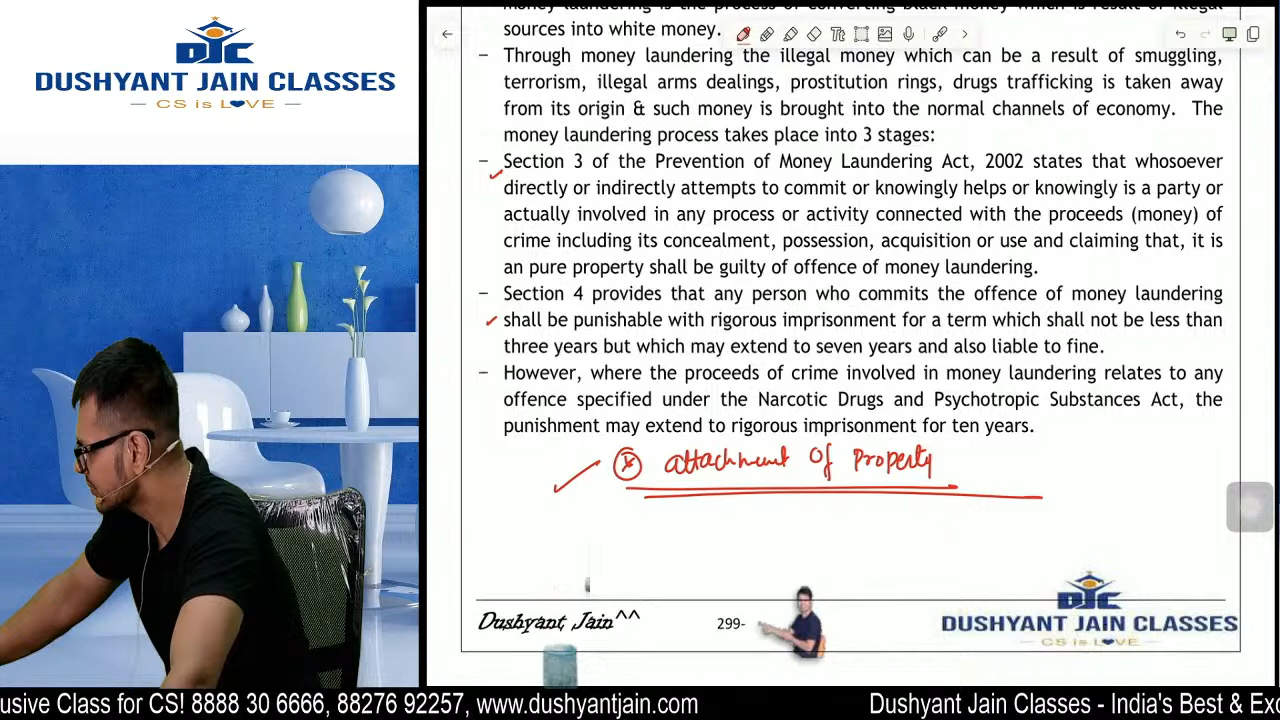 DJC
DUSHYANT JAIN CLASSES
CS is LOVE
sources into white money.
– Through money laundering the illegal money which can be a result of smuggling,
terrorism, illegal arms dealings, prostitution rings, drugs trafficking is taken away
from its origin & such money is brought into the normal channels of economy. The
money laundering process takes place into 3 stages:
– Section 3 of the Prevention of Money Laundering Act, 2002 states that whosoever
directly or indirectly attempts to commit or knowingly helps or knowingly is a party or
actually involved in any process or activity connected with the proceeds (money) of
crime including its concealment, possession, acquisition or use and claiming that, it is
an pure property shall be guilty of offence of money laundering.
– Section 4 provides that any person who commits the offence of money laundering
shall be punishable with rigorous imprisonment for a term which shall not be less than
three years but which may extend to seven years and also liable to fine.
– However, where the proceeds of crime involved in money laundering relates to any
offence specified under the Narcotic Drugs and Psychotropic Substances Act, the
punishment may extend to rigorous imprisonment for ten years.
attachment of Property
Dushyant Jain^^
299-
DJC
DUSHYANT JAIN CLASSES
CS is LOVE
usive Class for CS! 8888 30 6666, 88276 92257, www.dushyantjain.com
Dushyant Jain Classes - India's Best & Exc